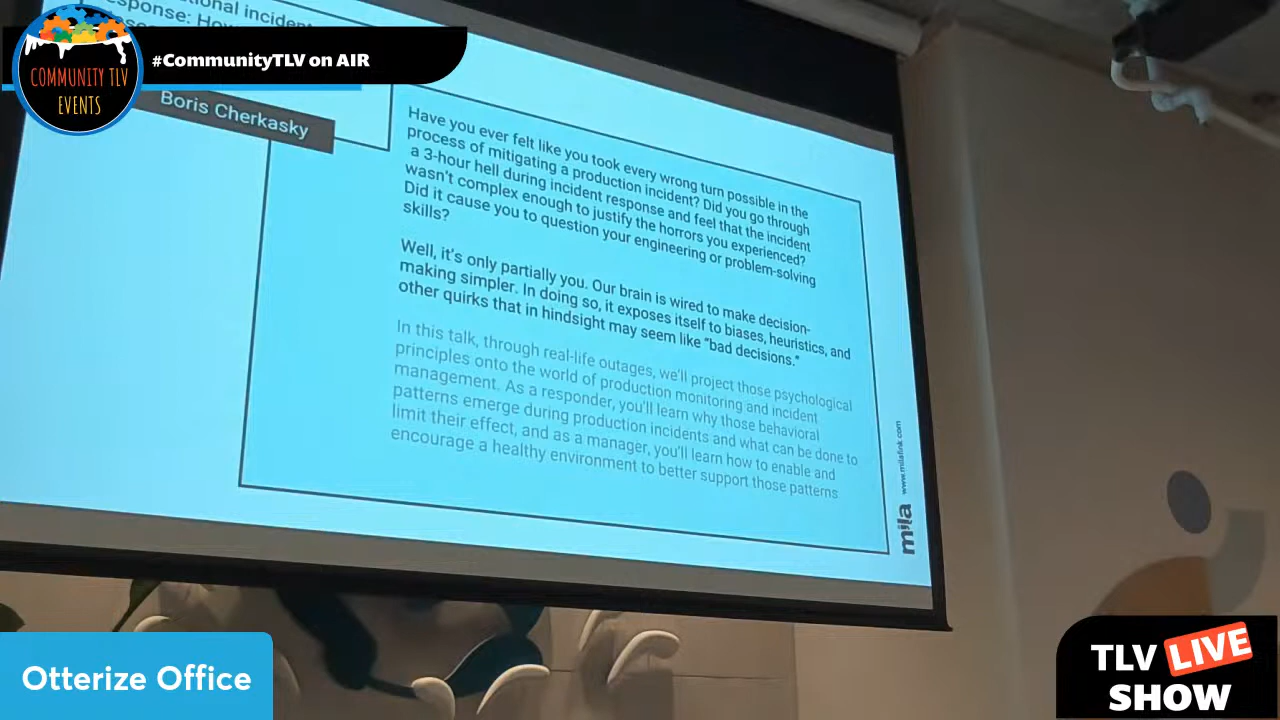 onal incident
sponse: How
#CommunityTLV on AIR
COMMUNITY TLV
EVENTS
Boris Cherkasky
Have you ever felt like you took every wrong turn possible in the
process of mitigating a production incident? Did you go through
a 3-hour hell during incident response and feel that the incident
wasn't complex enough to justify the horrors you experienced?
Did it cause you to question your engineering or problem-solving
skills?
Well, it's only partially you. Our brain is wired to make decision-
making simpler. In doing so, it exposes itself to biases, heuristics, and
other quirks that in hindsight may seem like “bad decisions.”
In this talk, through real-life outages, we'll project those psychological
principles onto the world of production monitoring and incident
management. As a responder, you'll learn why those behavioral
patterns emerge during production incidents and what can be done to
limit their effect, and as a manager, you'll learn how to enable and
encourage a healthy environment to better support those patterns
mila www.milafink.com
Otterize Office
TLV LIVE
SHOW